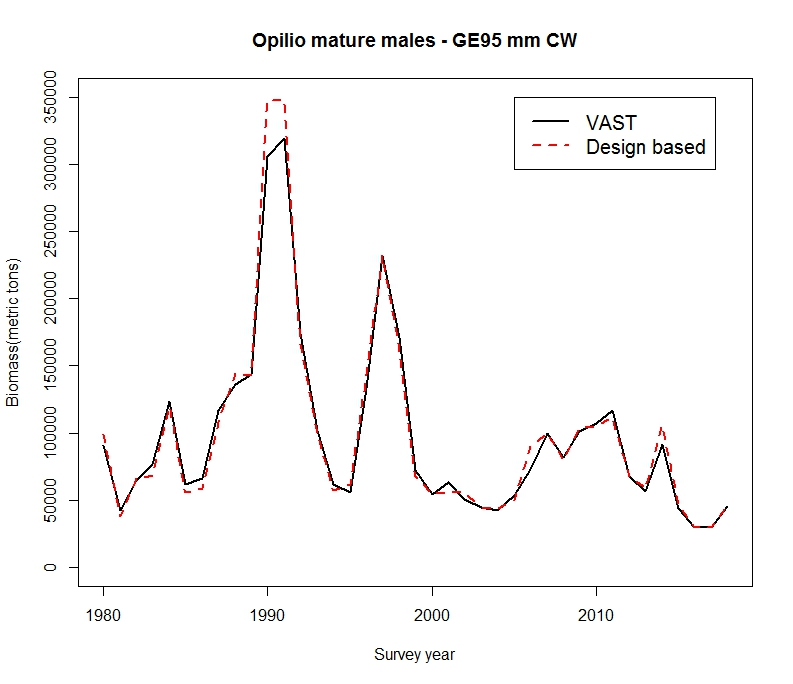 Opilio mature males - GE95 mm CW
VAST
Design based
Biomass(metric tons)
350000
300000
250000
200000
150000
100000
50000
0
1980 1990 2000 2010
Survey year